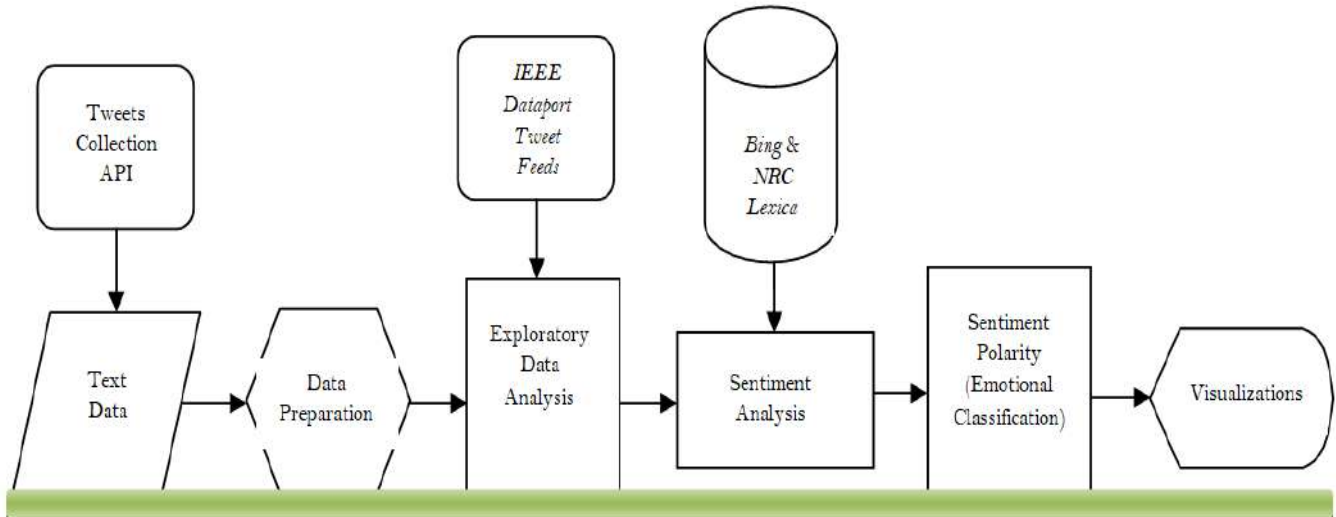 Tweets
Collection
API
IEEE
Dataport
Tweet
Feeds
Bing &
NRC
Lexica
Text
Data
Data
Preparation
Exploratory
Data
Analysis
Sentiment
Analysis
Sentiment
Polarity
(Emotional
Classification)
Visualizations